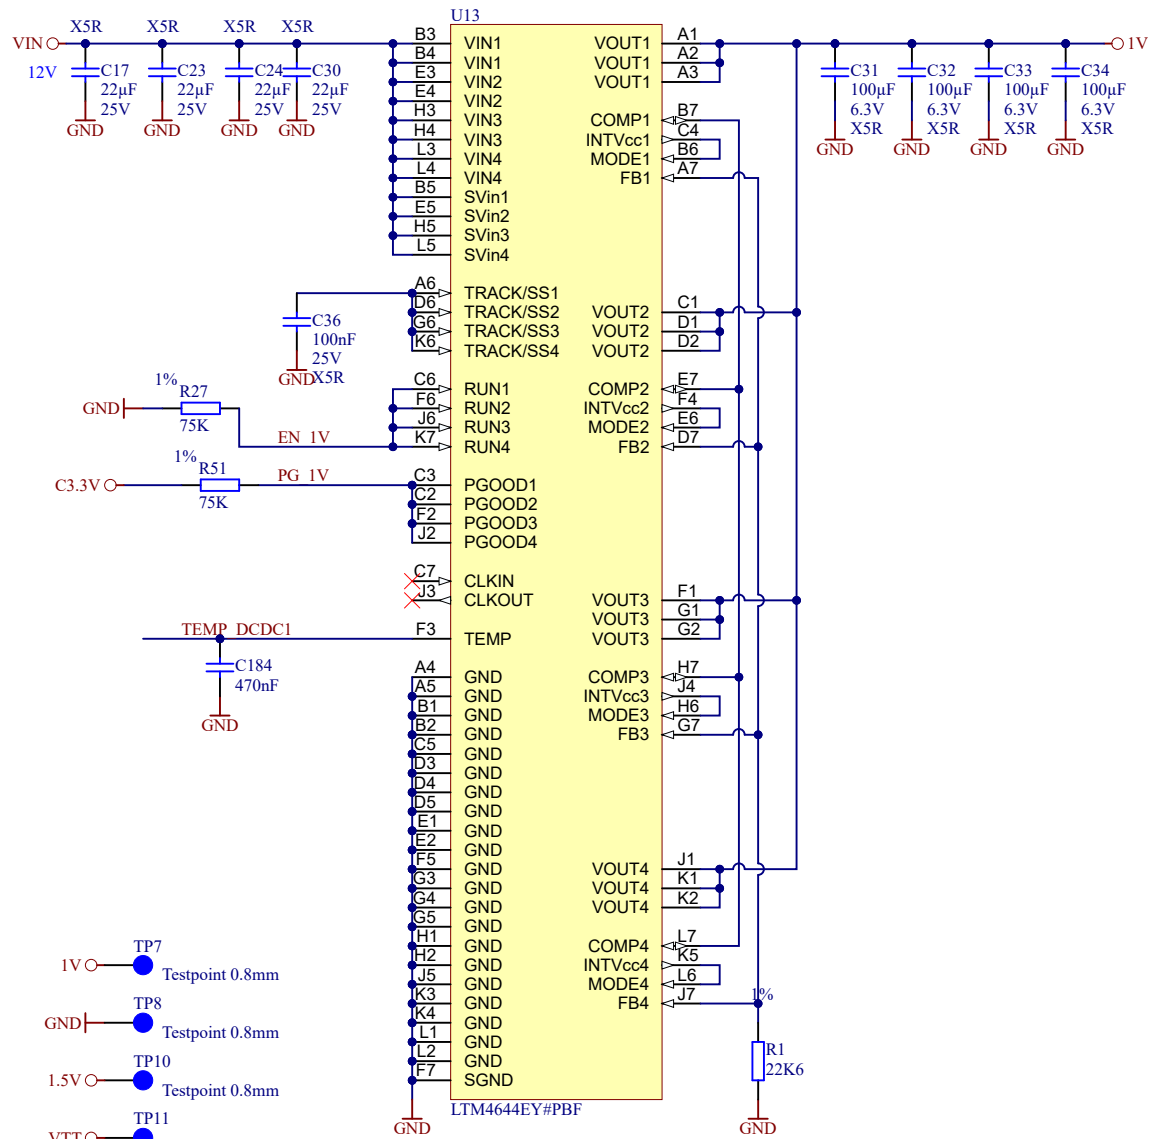 U13
X5R X5R X5R X5R
VIN
12V
C17 22µF 25V GND
C23 22µF 25V GND
C24 22µF 25V GND
C30 22µF 25V GND
B3 VIN1
B4 VIN1
E3 VIN2
E4 VIN2
H3 VIN3
H4 VIN3
L3 VIN4
L4 VIN4
B5 SVin1
E5 SVin2
H5 SVin3
L5 SVin4
A6 TRACK/SS1
D6 TRACK/SS2
G6 TRACK/SS3
K6 TRACK/SS4
C36
100nF
25V
X5R
GND
C6 RUN1
F6 RUN2
J6 RUN3
K7 RUN4
GND
1%
R27
75K
EN_1V
C3.3V
1%
R51
75K
PG_1V
C3 PGOOD1
C2 PGOOD2
F2 PGOOD3
J2 PGOOD4
C7 CLKIN
J3 CLKOUT
TEMP_DCDC1
F3 TEMP
C184
470nF
GND
A4 GND
A5 GND
B1 GND
B2 GND
C5 GND
D3 GND
D4 GND
D5 GND
E1 GND
E2 GND
F5 GND
G3 GND
G4 GND
G5 GND
H1 GND
H2 GND
J5 GND
K3 GND
K4 GND
L1 GND
L2 GND
F7 SGND
GND
LTM4644EY#PBF
VOUT1 A1
VOUT1 A2
VOUT1 A3
COMP1 B7
INTVcc1 C4
MODE1 B6
FB1 A7
VOUT2 C1
VOUT2 D1
VOUT2 D2
COMP2 E7
INTVcc2 F4
MODE2 E6
FB2 D7
VOUT3 F1
VOUT3 G1
VOUT3 G2
COMP3 H7
INTVcc3 J4
MODE3 H6
FB3 G7
VOUT4 J1
VOUT4 K1
VOUT4 K2
COMP4 L7
INTVcc4 K5
MODE4 L6
FB4 J7
1V
C31 100µF 6.3V X5R GND
C32 100µF 6.3V X5R GND
C33 100µF 6.3V X5R GND
C34 100µF 6.3V X5R GND
1%
R1
22K6
GND
TP7
1V
Testpoint 0.8mm
TP8
GND
Testpoint 0.8mm
TP10
1.5V
Testpoint 0.8mm
TP11
VTT